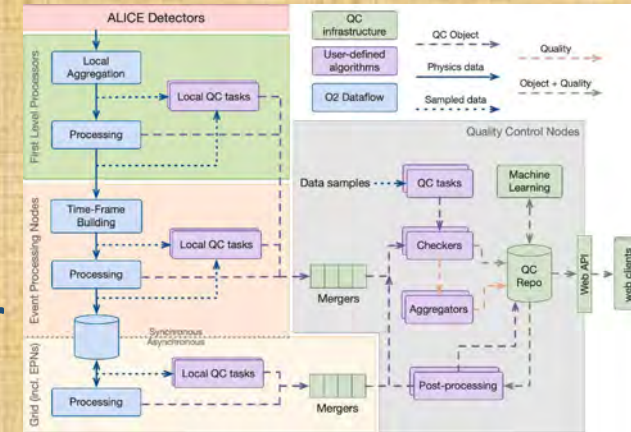 ALICE Detectors
First Level Processors
Local
Aggregation
Local QC tasks
Processing
Event Processing Nodes
Time-Frame
Building
Local QC tasks
Processing
Synchronous
Asynchronous
Grid (incl. EPNs)
Local QC tasks
Processing
Mergers
Mergers
QC
infrastructure
User-defined
algorithms
O2 Dataflow
QC Object
Physics data
Sampled data
Quality
Object + Quality
Quality Control Nodes
Data samples
QC tasks
Machine
Learning
Checkers
QC
Repo
Aggregators
Post-processing
Web API
web clients